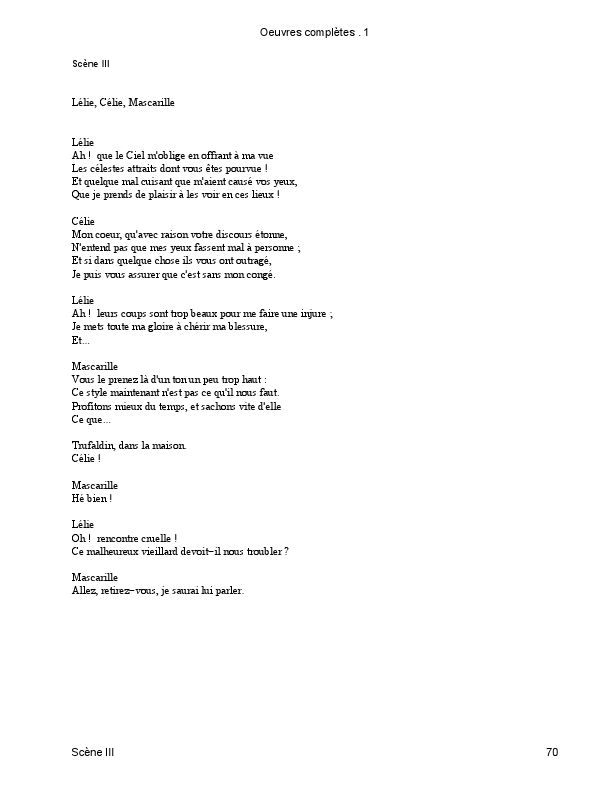 Oeuvres complètes . 1
Scène III
Lélie, Célie, Mascarille
Lélie
Ah ! que le Ciel m'oblige en offrant à ma vue
Les célestes attraits dont vous êtes pourvue !
Et quelque mal cuisant que m'aient causé vos yeux,
Que je prends de plaisir à les voir en ces lieux !
Célie
Mon coeur, qu'avec raison votre discours étonne,
N'entend pas que mes yeux fassent mal à personne ;
Et si dans quelque chose ils vous ont outragé,
Je puis vous assurer que c'est sans mon congé.
Lélie
Ah ! leurs coups sont trop beaux pour me faire une injure ;
Je mets toute ma gloire à chérir ma blessure,
Et...
Mascarille
Vous le prenez là d'un ton un peu trop haut :
Ce style maintenant n'est pas ce qu'il nous faut.
Profitons mieux du temps, et sachons vite d'elle
Ce que...
Trufaldin, dans la maison.
Célie !
Mascarille
Hé bien !
Lélie
Oh ! rencontre cruelle !
Ce malheureux vieillard devoit−il nous troubler ?
Mascarille
Allez, retirez−vous, je saurai lui parler.
Scène III 70